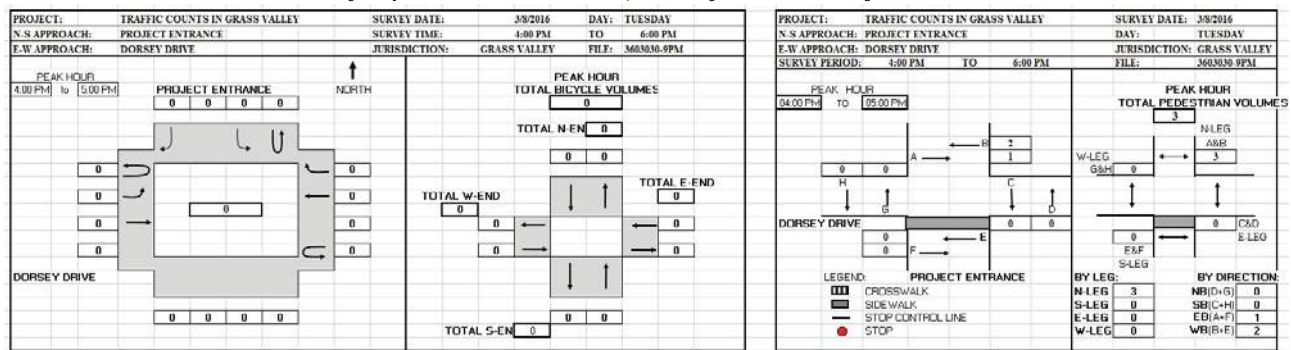 PROJECT: TRAFFIC COUNTS IN GRASS VALLEY SURVEY DATE: 3/8/2016 DAY: TUESDAY
N-S APPROACH: PROJECT ENTRANCE SURVEY TIME: 4:00 PM TO 6:00 PM
E-W APPROACH: DORSEY DRIVE JURISDICTION: GRASS VALLEY FILE: 3603030-9PM
PEAK HOUR
4:00 PM to 5:00 PM
PROJECT ENTRANCE
NORTH
0 0 0 0
0 0
0 0
0
0 0
0 0
DORSEY DRIVE
0 0 0 0
PEAK HOUR
TOTAL BICYCLE VOLUMES
0
TOTAL N-EN 0
0 0
TOTAL E-END
0
TOTAL W-END
0
0 0
0 0
0 0
TOTAL S-EN 0
PROJECT: TRAFFIC COUNTS IN GRASS VALLEY SURVEY DATE: 3/8/2016
N-S APPROACH: PROJECT ENTRANCE DAY: TUESDAY
E-W APPROACH: DORSEY DRIVE JURISDICTION: GRASS VALLEY
SURVEY PERIOD: 4:00 PM TO 6:00 PM FILE: 3603030-9PM
PEAK HOUR
04:00 PM TO 05:00 PM
B 2
A 1
0 0
H C
G D
DORSEY DRIVE 0 0
0 E
0 F
LEGEND: PROJECT ENTRANCE
CROSSWALK
SIDEWALK
STOP CONTROL LINE
STOP
PEAK HOUR
TOTAL PEDESTRIAN VOLUMES
3
N-LEG
A&B
W-LEG 3
G&H 0
0 C&D
E-LEG
0
E&F
S-LEG
BY LEG: BY DIRECTION:
N-LEG 3 NB(D+G) 0
S-LEG 0 SB(C+H) 0
E-LEG 0 EB(A+F) 1
W-LEG 0 WB(B+E) 2